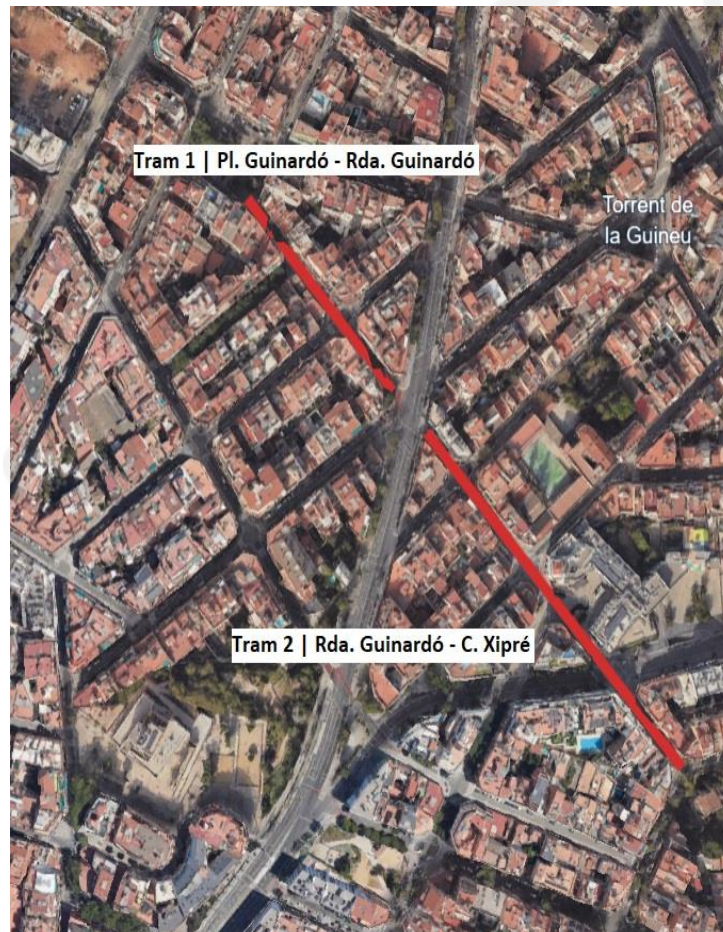 Tram 1 | Pl. Guinardó - Rda. Guinardó
Torrent de
la Guineu
Tram 2 | Rda. Guinardó - C. Xipré